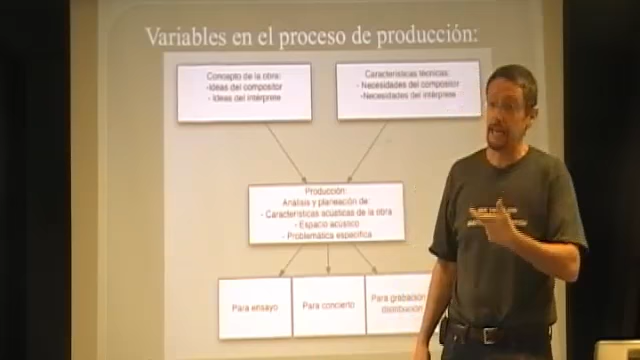 Variables en el proceso de producción:
Concepto de la obra:
-Ideas del compositor
- Ideas del interprete
Características técnicas:
- Necesidades del compositor
-Necesidades del interprete
Producción:
Análisis y planeación de:
- Características acústicas de la obra
- Espacio acústico
- Problemática específica
Para ensayo
Para concierto
Para grabación
distribución